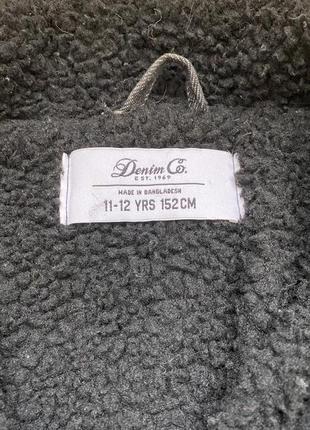 Denim Co.
EST. 1969
MADE IN BANGLADESH
11-12 YRS 152CM